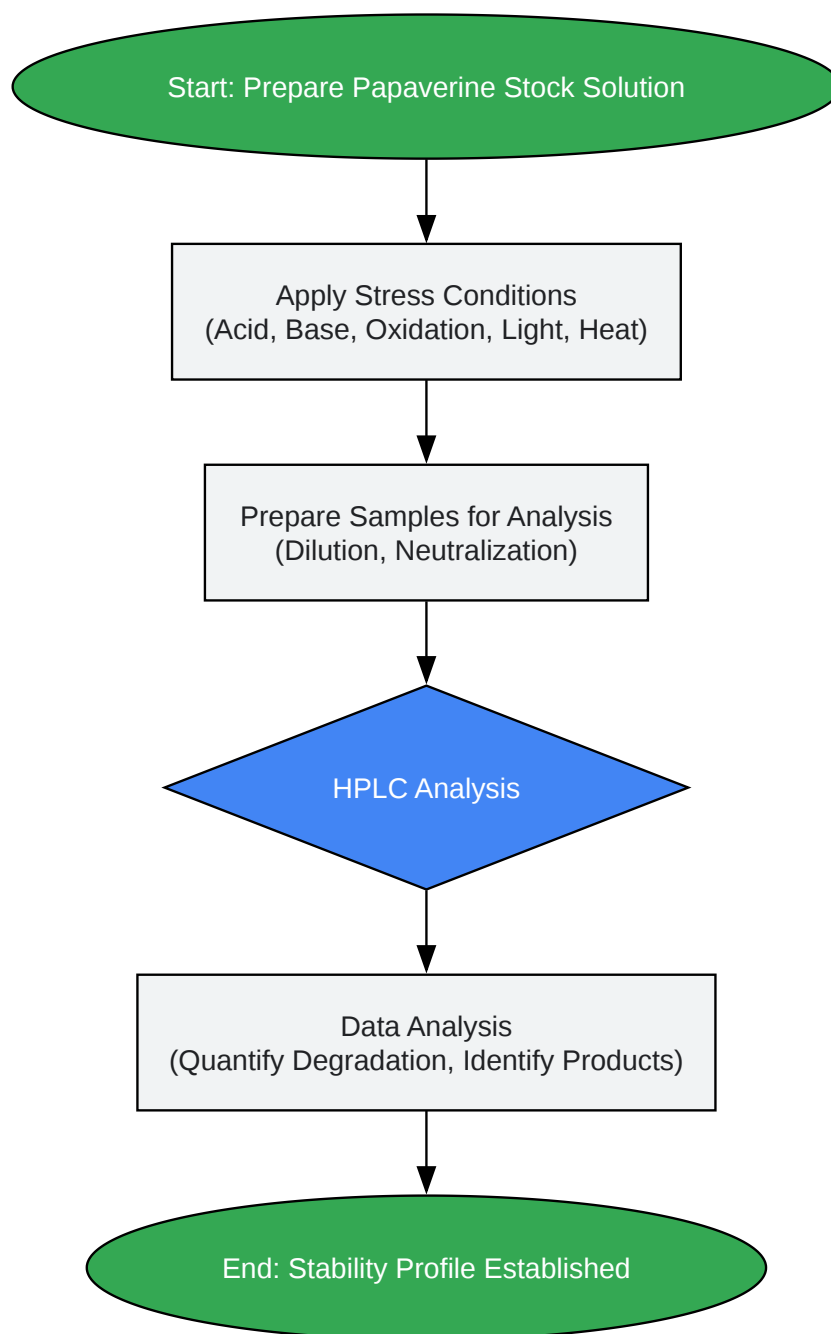 Start: Prepare Papaverine Stock Solution
Apply Stress Conditions
(Acid, Base, Oxidation, Light, Heat)
Prepare Samples for Analysis
(Dilution, Neutralization)
HPLC Analysis
Data Analysis
(Quantify Degradation, Identify Products)
End: Stability Profile Established